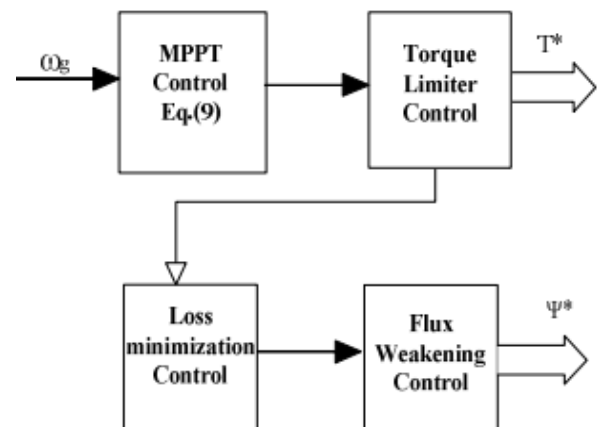 ωg
MPPT
Control
Eq.(9)
Torque
Limiter
Control
T*
Loss
minimization
Control
Flux
Weakening
Control
Ψ*